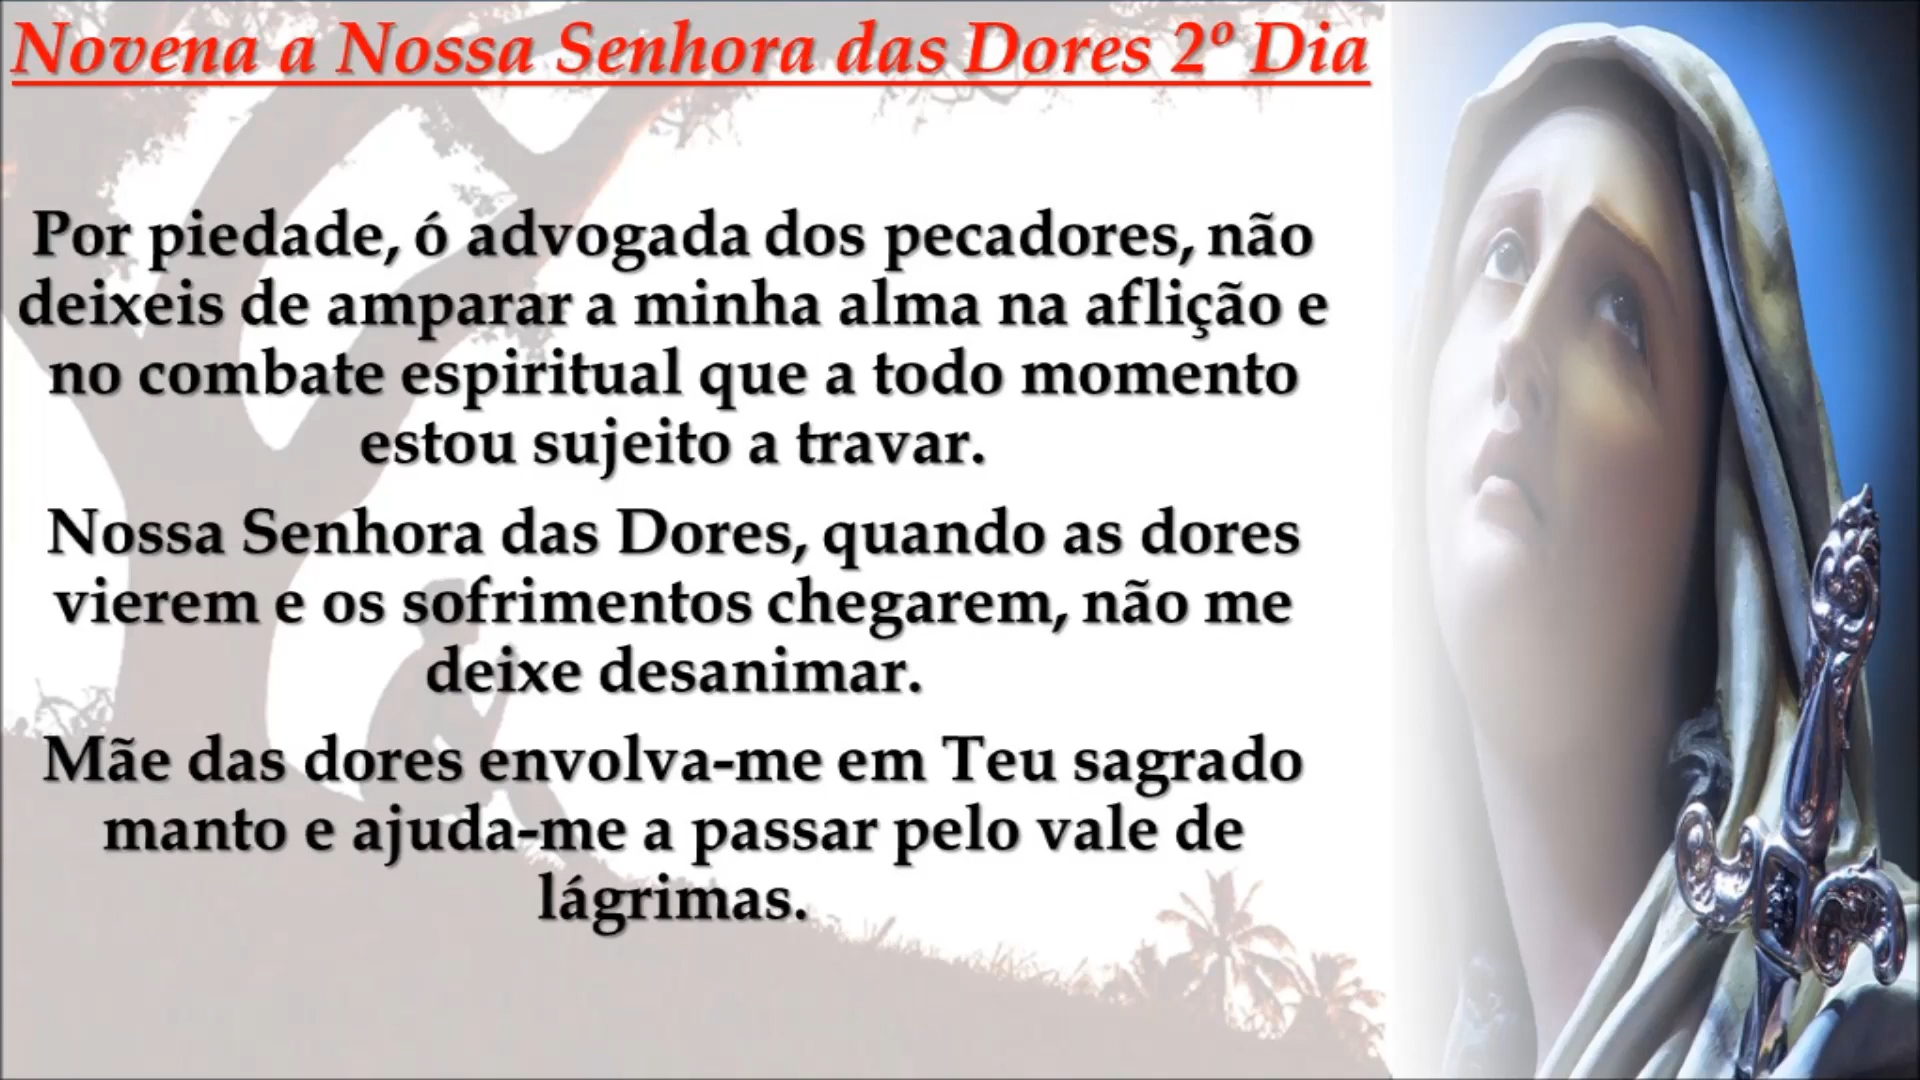 Novena a Nossa Senhora das Dores 2º Dia
Por piedade, ó advogada dos pecadores, não
deixeis de amparar a minha alma na aflição e
no combate espiritual que a todo momento
estou sujeito a travar.
Nossa Senhora das Dores, quando as dores
vierem e os sofrimentos chegarem, não me
deixe desanimar.
Mãe das dores envolva-me em Teu sagrado
manto e ajuda-me a passar pelo vale de
lágrimas.